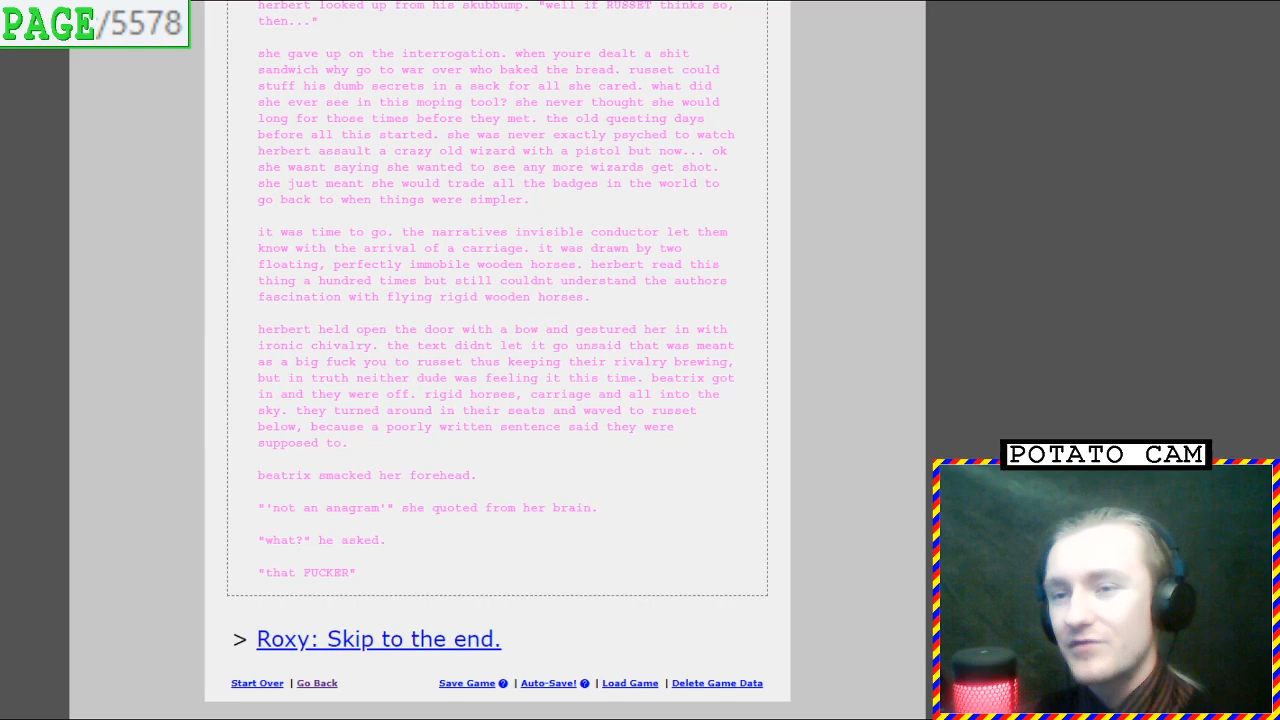 PAGE/5578
herbert looked up from his skubbump. "well if RUSSET thinks so,
then..."
she gave up on the interrogation. when youre dealt a shit
sandwich why go to war over who baked the bread. russet could
stuff his dumb secrets in a sack for all she cared. what did
she ever see in this moping tool? she never thought she would
long for those times before they met. the old questing days
before all this started. she was never exactly psyched to watch
herbert assault a crazy old wizard with a pistol but now... ok
she wasnt saying she wanted to see any more wizards get shot.
she just meant she would trade all the badges in the world to
go back to when things were simpler.
it was time to go. the narratives invisible conductor let them
know with the arrival of a carriage. it was drawn by two
floating, perfectly immobile wooden horses. herbert read this
thing a hundred times but still couldnt understand the authors
fascination with flying rigid wooden horses.
herbert held open the door with a bow and gestured her in with
ironic chivalry. the text didnt let it go unsaid that was meant
as a big fuck you to russet thus keeping their rivalry brewing,
but in truth neither dude was feeling it this time. beatrix got
in and they were off. rigid horses, carriage and all into the
sky. they turned around in their seats and waved to russet
below, because a poorly written sentence said they were
supposed to.
beatrix smacked her forehead.
"'not an anagram'" she quoted from her brain.
"what?" he asked.
"that FUCKER"
> Roxy: Skip to the end.
Start Over | Go Back Save Game ? | Auto-Save! ? | Load Game | Delete Game Data
POTATO CAM